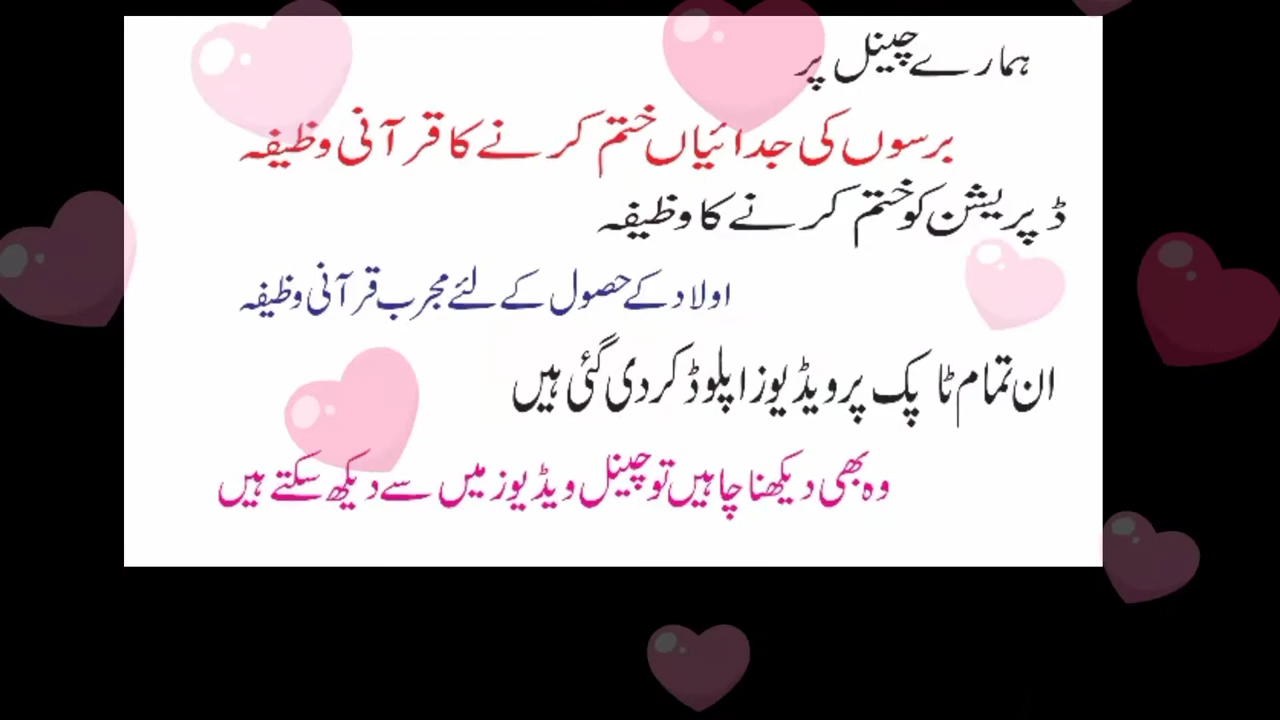 ہمارے چینل پر
برسوں کی جدائیاں ختم کرنے کا قرآنی وظیفہ
ڈپریشن کو ختم کرنے کا وظیفہ
اولاد کے حصول کے لئے مجرب قرآنی وظیفہ
ان تمام ٹاپک پر ویڈیوز اپلوڈ کر دی گئی ہیں
وہ بھی دیکھنا چاہیں تو چینل ویڈیوز میں سے دیکھ سکتے ہیں